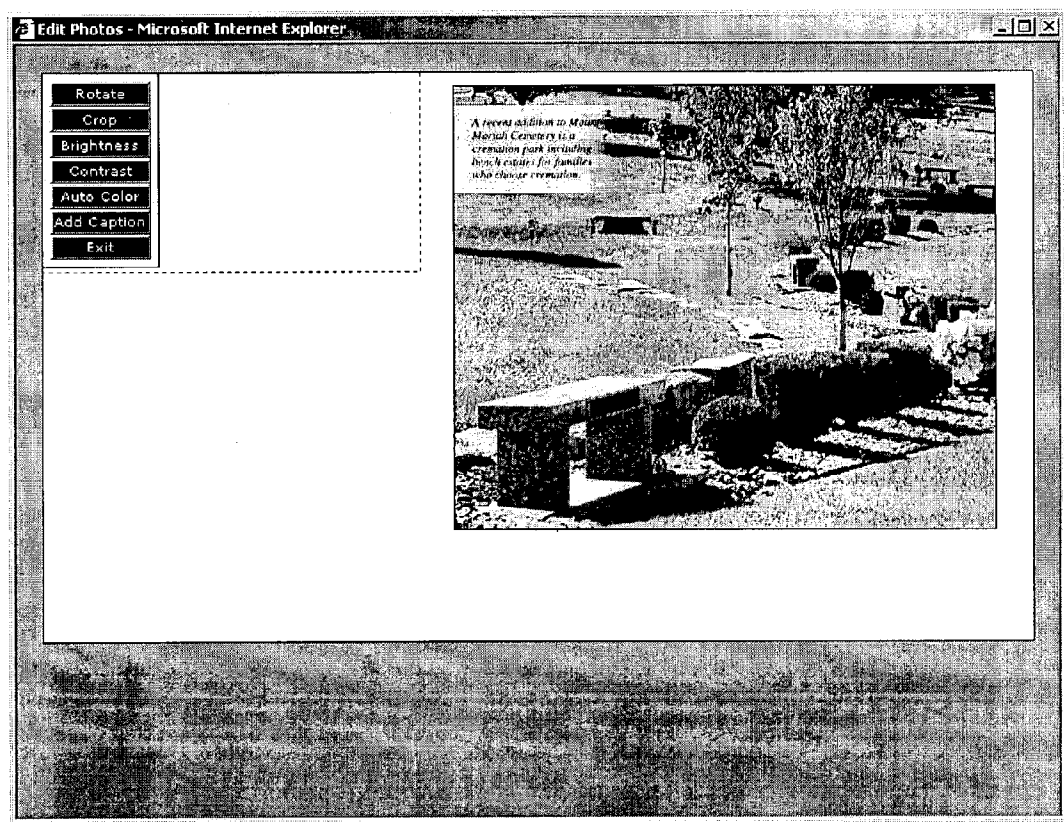 Edit Photos - Microsoft Internet Explorer
Rotate
Crop
Brightness
Contrast
Auto Color
Add Caption
Exit
A recent addition to Mount
Moriah Cemetery is a
cremation park including
bench estates for families
who choose cremation.